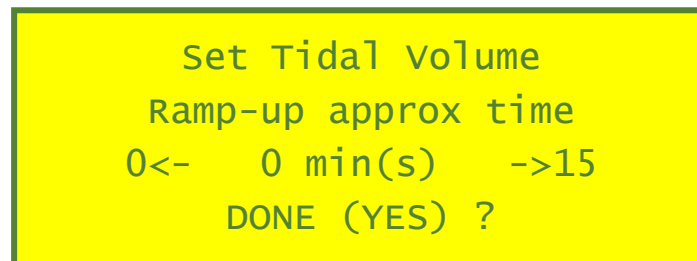 Set Tidal Volume
Ramp-up approx time
0<- 0 min(s) ->15
DONE (YES) ?